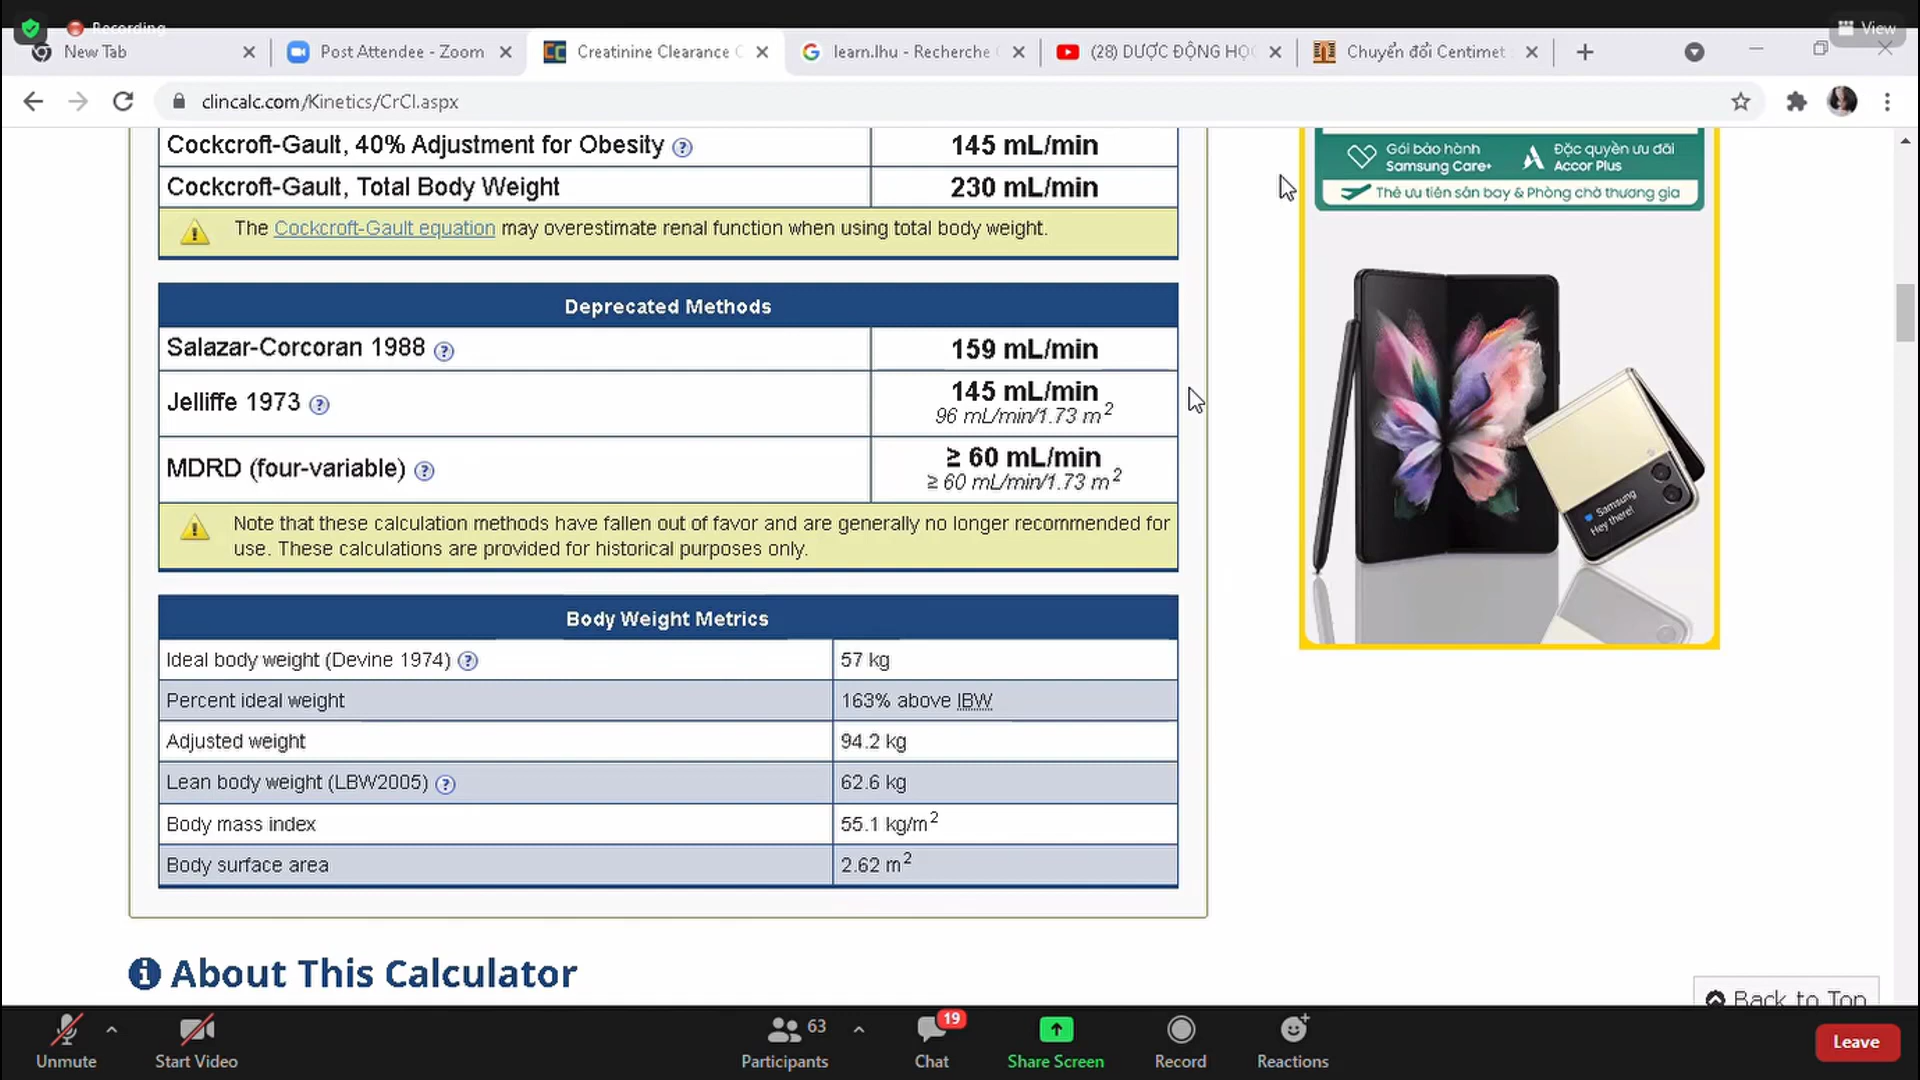 Recording
View
New Tab
Post Attendee - Zoom
Creatinine Clearance C
learn.lhu - Recherche
(28) DƯỢC ĐỘNG HỌC
Chuyển đổi Centimet
clincalc.com/Kinetics/CrCl.aspx
Cockcroft-Gault, 40% Adjustment for Obesity ?
145 mL/min
Cockcroft-Gault, Total Body Weight
230 mL/min
The Cockcroft-Gault equation may overestimate renal function when using total body weight.
Deprecated Methods
Salazar-Corcoran 1988 ?
159 mL/min
Jelliffe 1973 ?
145 mL/min
96 mL/min/1.73 m²
MDRD (four-variable) ?
≥ 60 mL/min
≥ 60 mL/min/1.73 m²
Note that these calculation methods have fallen out of favor and are generally no longer recommended for
use. These calculations are provided for historical purposes only.
Body Weight Metrics
Ideal body weight (Devine 1974) ?
57 kg
Percent ideal weight
163% above IBW
Adjusted weight
94.2 kg
Lean body weight (LBW2005) ?
62.6 kg
Body mass index
55.1 kg/m²
Body surface area
2.62 m²
About This Calculator
Gói bảo hành
Samsung Care+
Đặc quyền ưu đãi
Accor Plus
Thẻ ưu tiên sân bay & Phòng chờ thương gia
Samsung
Hey there!
Back to Top
Unmute
Start Video
63
Participants
19
Chat
Share Screen
Record
Reactions
Leave